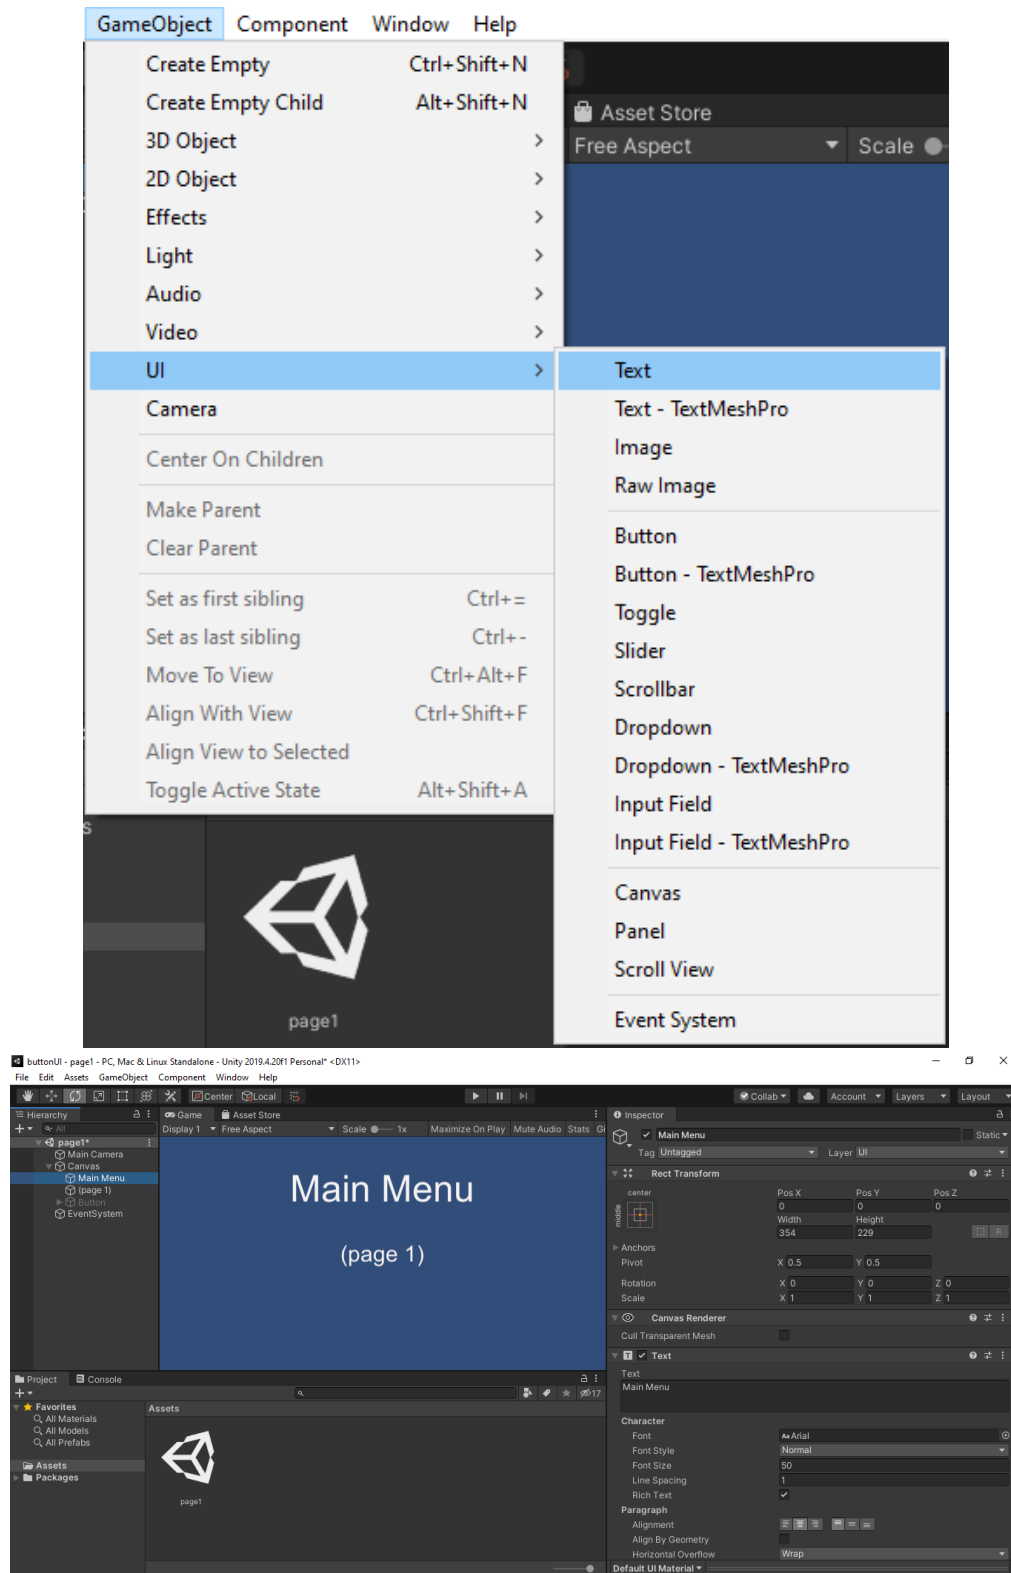 GameObject Component Window Help
Create Empty Ctrl+Shift+N
Create Empty Child Alt+Shift+N
3D Object
2D Object
Effects
Light
Audio
Video
UI
Camera
Center On Children
Make Parent
Clear Parent
Set as first sibling Ctrl+=
Set as last sibling Ctrl+-
Move To View Ctrl+Alt+F
Align With View Ctrl+Shift+F
Align View to Selected
Toggle Active State Alt+Shift+A
Asset Store
Free Aspect Scale
Text
Text - TextMeshPro
Image
Raw Image
Button
Button - TextMeshPro
Toggle
Slider
Scrollbar
Dropdown
Dropdown - TextMeshPro
Input Field
Input Field - TextMeshPro
Canvas
Panel
Scroll View
Event System
s
page1
buttonUI - page1 - PC, Mac & Linux Standalone - Unity 2019.4.20f1 Personal* <DX11>
File Edit Assets GameObject Component Window Help
Center Local
Collab Account Layers Layout
Hierarchy
All
page1*
Main Camera
Canvas
Main Menu
(page 1)
Button
EventSystem
Game Asset Store
Display 1 Free Aspect Scale 1x Maximize On Play Mute Audio Stats Gi
Main Menu
(page 1)
Inspector
Main Menu Static
Tag Untagged Layer UI
Rect Transform
center
middle
Pos X Pos Y Pos Z
0 0 0
Width Height
354 229
R
Anchors
Pivot X 0.5 Y 0.5
Rotation X 0 Y 0 Z 0
Scale X 1 Y 1 Z 1
Canvas Renderer
Cull Transparent Mesh
Text
Text
Main Menu
Character
Font Arial
Font Style Normal
Font Size 50
Line Spacing 1
Rich Text
Paragraph
Alignment
Align By Geometry
Horizontal Overflow Wrap
Default UI Material
Project Console
17
Favorites
All Materials
All Models
All Prefabs
Assets
Packages
Assets
page1